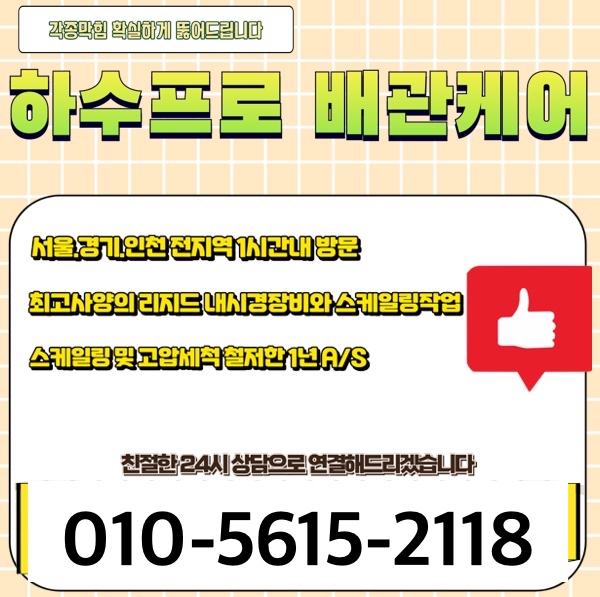 각종막힘 확실하게 뚫어드립니다
하수프로 배관케어
서울.경기.인천 전지역 1시간내 방문
최고사양의 리지드 내시경장비와 스케일링작업
스케일링 및 고압세척 철저한 1년 A/S
친절한 24시 상담으로 연결해드리겠습니다
010-5615-2118